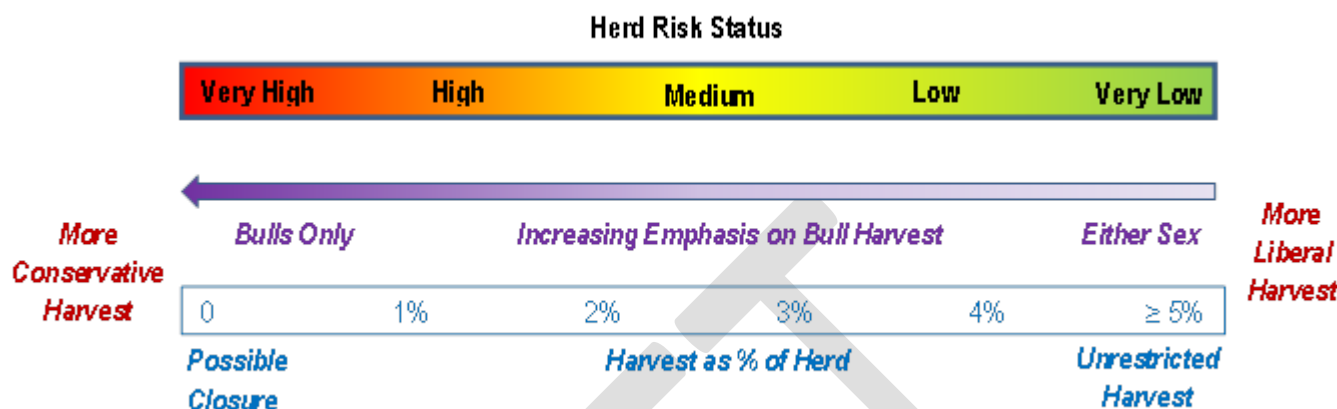 Herd Risk Status
Very High High Medium Low Very Low
More Conservative Harvest
Bulls Only Increasing Emphasis on Bull Harvest Either Sex
More Liberal Harvest
0 1% 2% 3% 4% ≥ 5%
Possible Closure
Harvest as % of Herd
Unrestricted Harvest